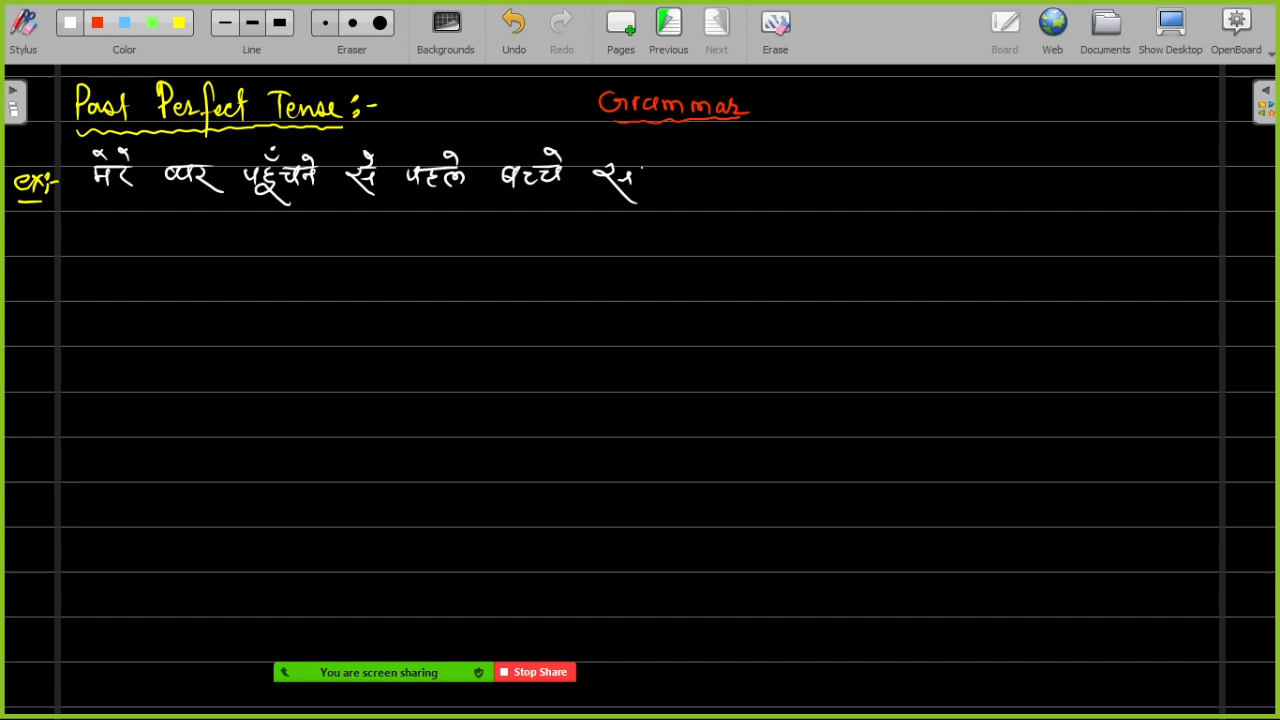 Stylus Color Line Eraser Backgrounds Undo Redo Pages Previous Next Erase Board Web Documents Show Desktop OpenBoard
Past Perfect Tense :- Grammar
ex:- मेरे घर पहुँचने से पहले बच्चे
You are screen sharing Stop Share